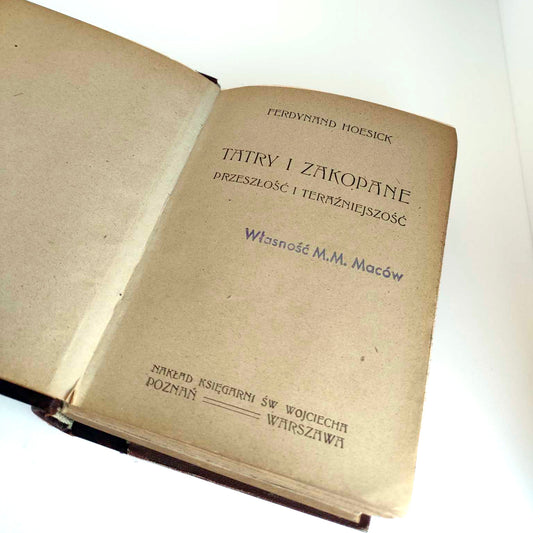 FERDYNAND HOESICK
TATRY I ZAKOPANE
PRZESZŁOŚĆ I TERAŹNIEJSZOŚĆ
Własność M.M. Maców
NAKŁAD KSIĘGARNI ŚW WOJCIECHA
POZNAŃ WARSZAWA